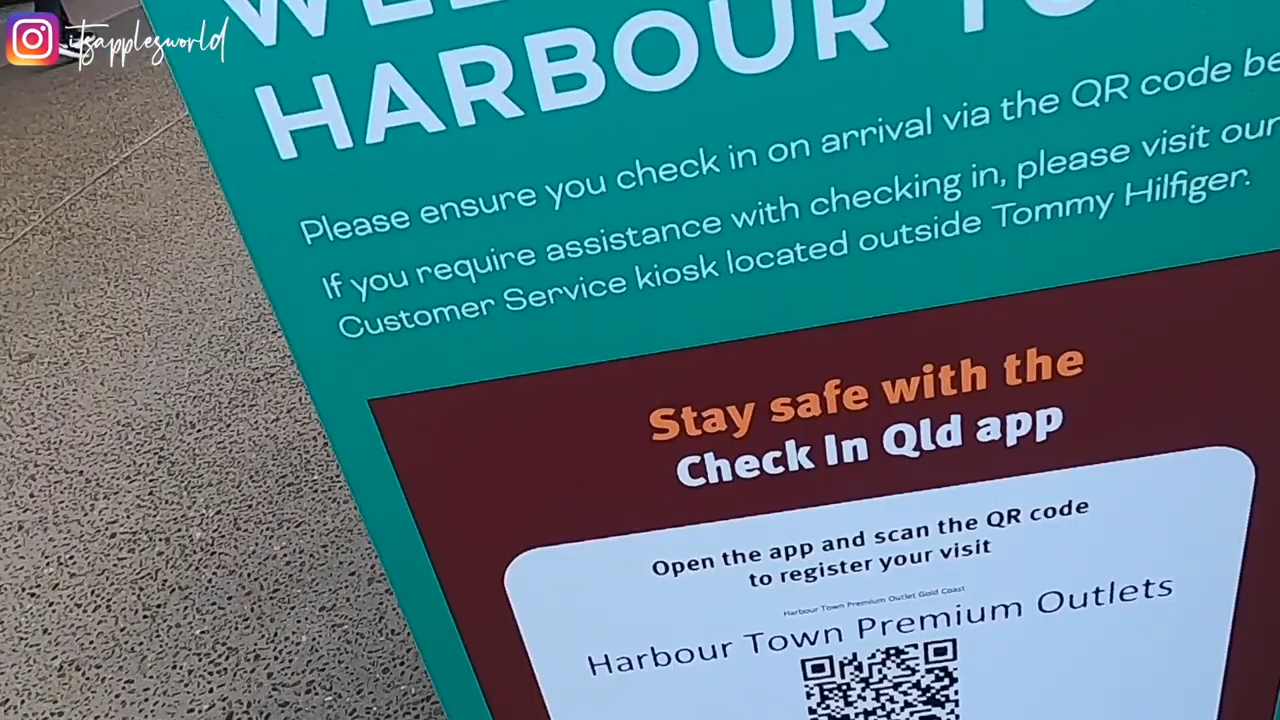 itsapplesworld
HARBOUR
Please ensure you check in on arrival via the QR code be
If you require assistance with checking in, please visit our
Customer Service kiosk located outside Tommy Hilfiger.
Stay safe with the
Check In Qld app
Open the app and scan the QR code
to register your visit
Harbour Town Premium Outlet Gold Coast
Harbour Town Premium Outlets